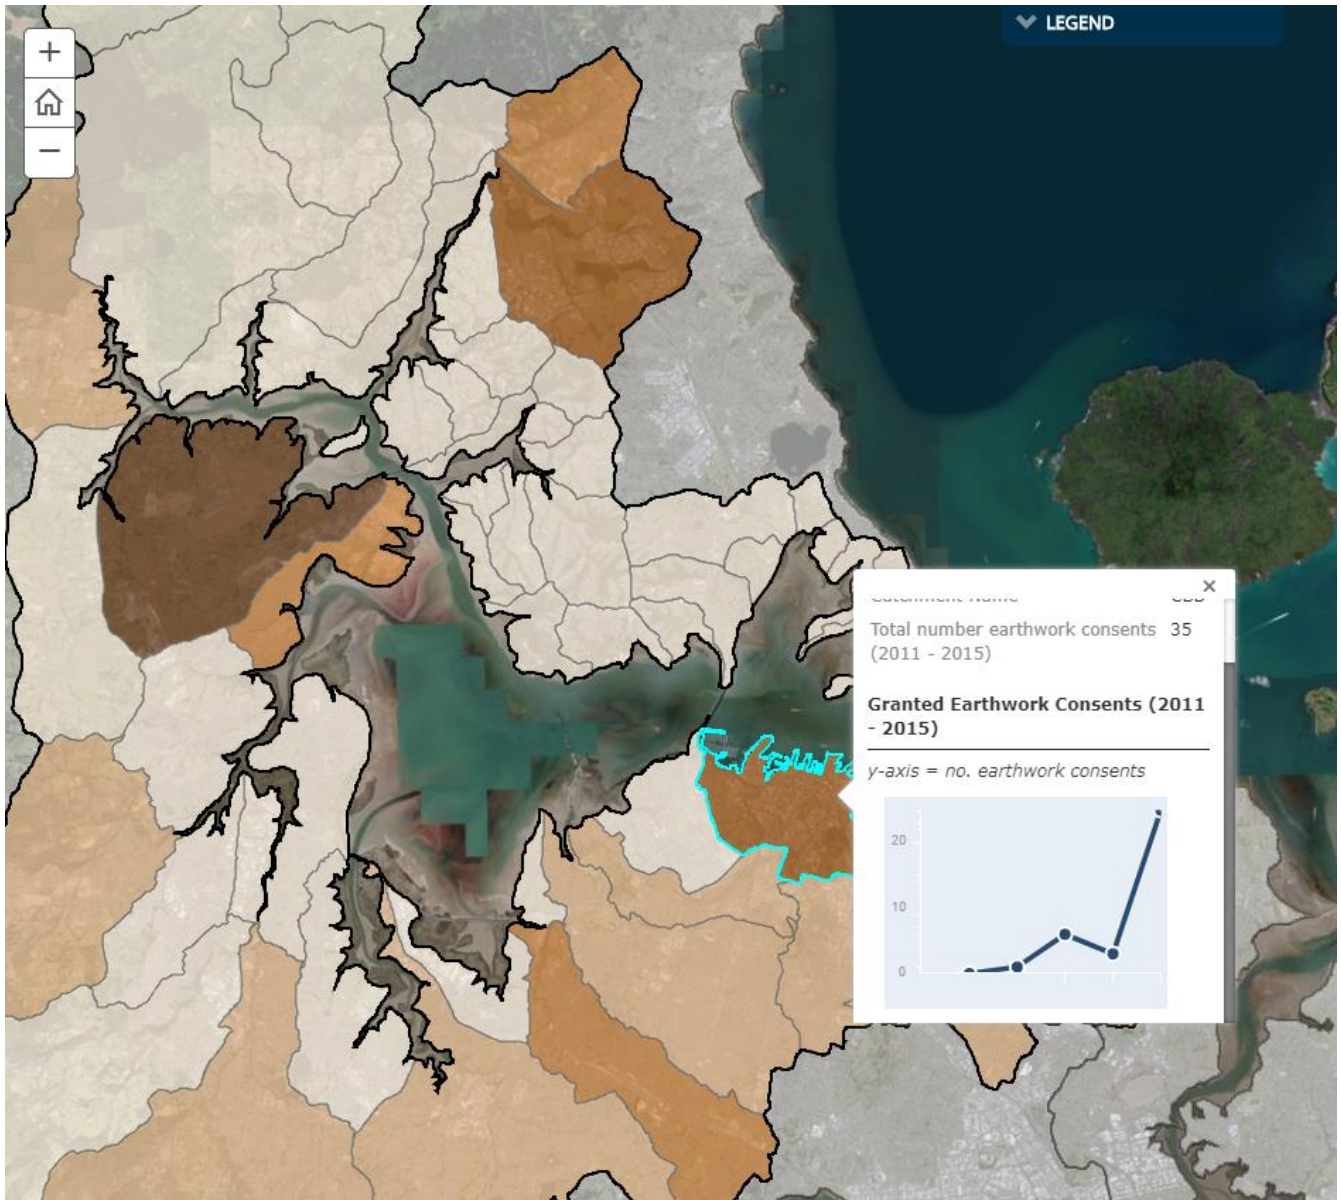 LEGEND
Total number earthwork consents 35
(2011 - 2015)
Granted Earthwork Consents (2011
- 2015)
y-axis = no. earthwork consents
20
10
0